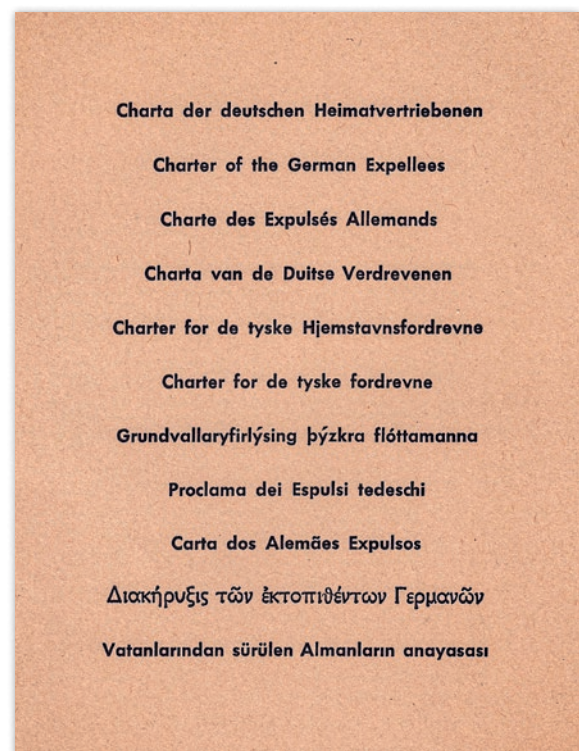 Charta der deutschen Heimatvertriebenen
Charter of the German Expellees
Charte des Expulsés Allemands
Charta van de Duitse Verdrevenen
Charter for de tyske Hjemstavnsfordrevne
Charter for de tyske fordrevne
Grundvallaryfirlýsing þýzkra flóttamanna
Proclama dei Espulsi tedeschi
Carta dos Alemães Expulsos
Διακήρυξις τῶν ἐκτοπιθέντων Γερμανῶν
Vatanlarından sürülen Almanların anayasası